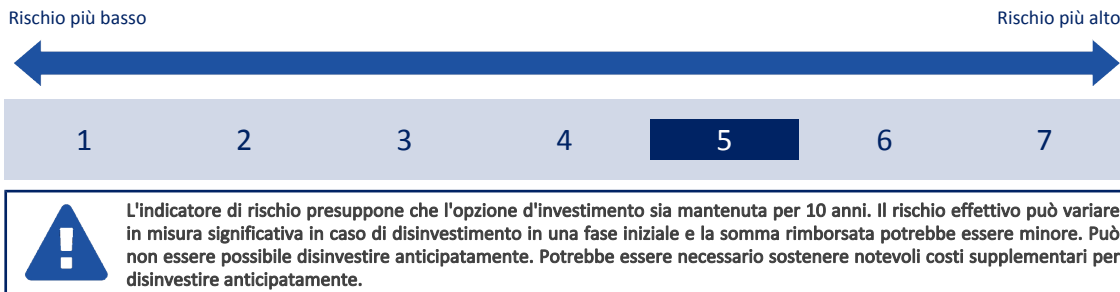 Rischio più basso Rischio più alto
1 2 3 4 5 6 7
L'indicatore di rischio presuppone che l'opzione d'investimento sia mantenuta per 10 anni. Il rischio effettivo può variare
in misura significativa in caso di disinvestimento in una fase iniziale e la somma rimborsata potrebbe essere minore. Può
non essere possibile disinvestire anticipatamente. Potrebbe essere necessario sostenere notevoli costi supplementari per
disinvestire anticipatamente.